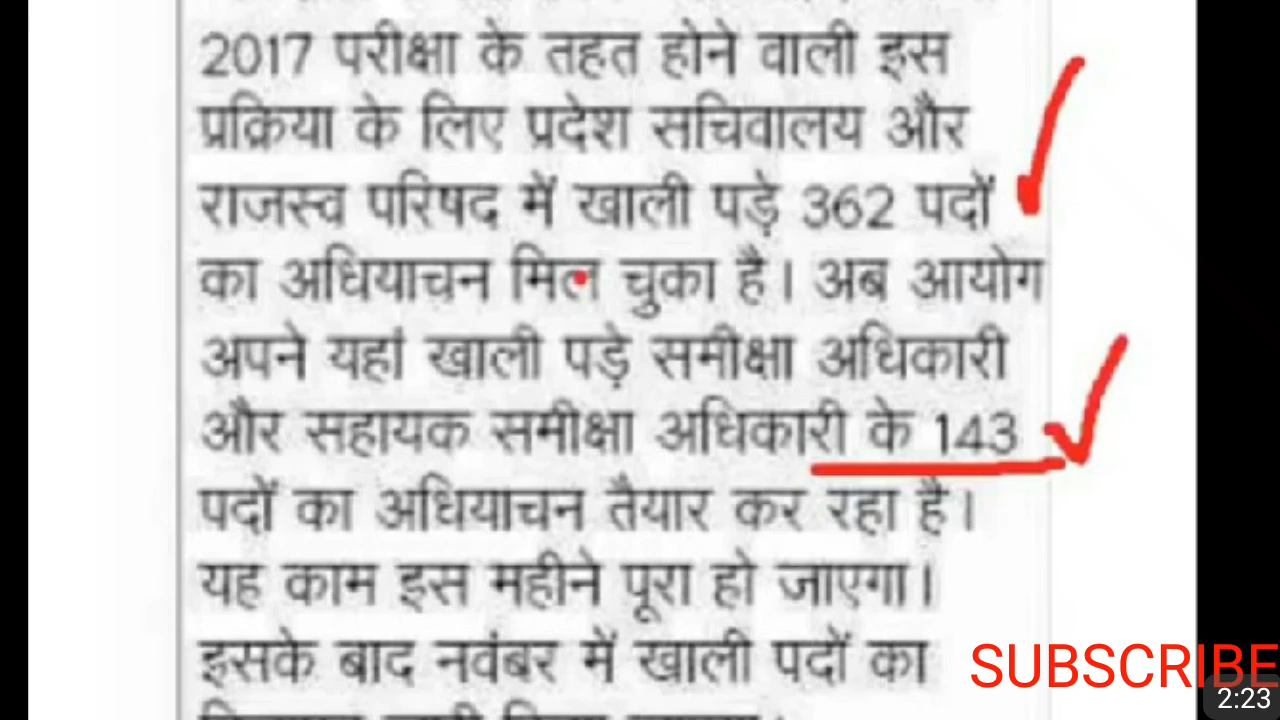 2017 परीक्षा के तहत होने वाली इस
प्रक्रिया के लिए प्रदेश सचिवालय और
राजस्व परिषद में खाली पड़े 362 पदों
का अधियाचन मिल चुका है। अब आयोग
अपने यहां खाली पड़े समीक्षा अधिकारी
और सहायक समीक्षा अधिकारी के 143
पदों का अधियाचन तैयार कर रहा है।
यह काम इस महीने पूरा हो जाएगा।
इसके बाद नवंबर में खाली पदों का
SUBSCRIBE
2:23